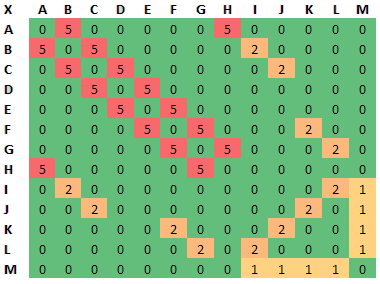 X A B C D E F G H I J K L M
A 0 5 0 0 0 0 0 5 0 0 0 0 0
B 5 0 5 0 0 0 0 0 2 0 0 0 0
C 0 5 0 5 0 0 0 0 0 2 0 0 0
D 0 0 5 0 5 0 0 0 0 0 0 0 0
E 0 0 0 5 0 5 0 0 0 0 0 0 0
F 0 0 0 0 5 0 5 0 0 0 2 0 0
G 0 0 0 0 0 5 0 5 0 0 0 2 0
H 5 0 0 0 0 0 5 0 0 0 0 0 0
I 0 2 0 0 0 0 0 0 0 0 0 2 1
J 0 0 2 0 0 0 0 0 0 0 2 0 1
K 0 0 0 0 0 2 0 0 0 2 0 0 1
L 0 0 0 0 0 0 2 0 2 0 0 0 1
M 0 0 0 0 0 0 0 0 1 1 1 1 0